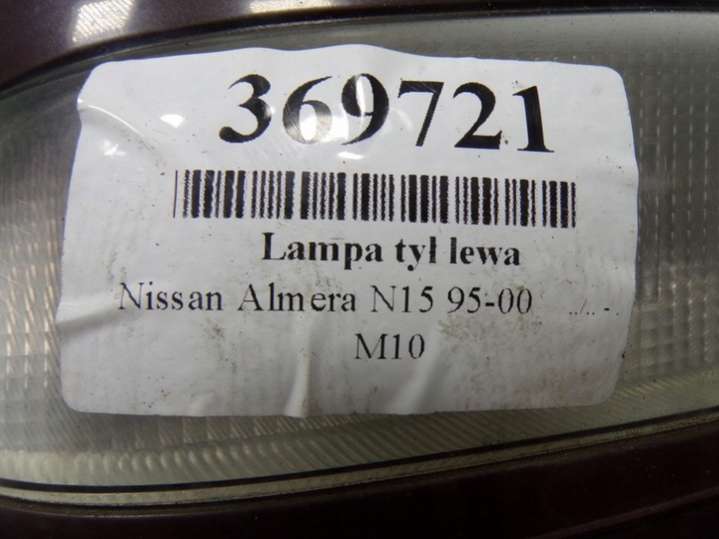 369721
Lampa tył lewa
Nissan Almera N15 95-00
M10